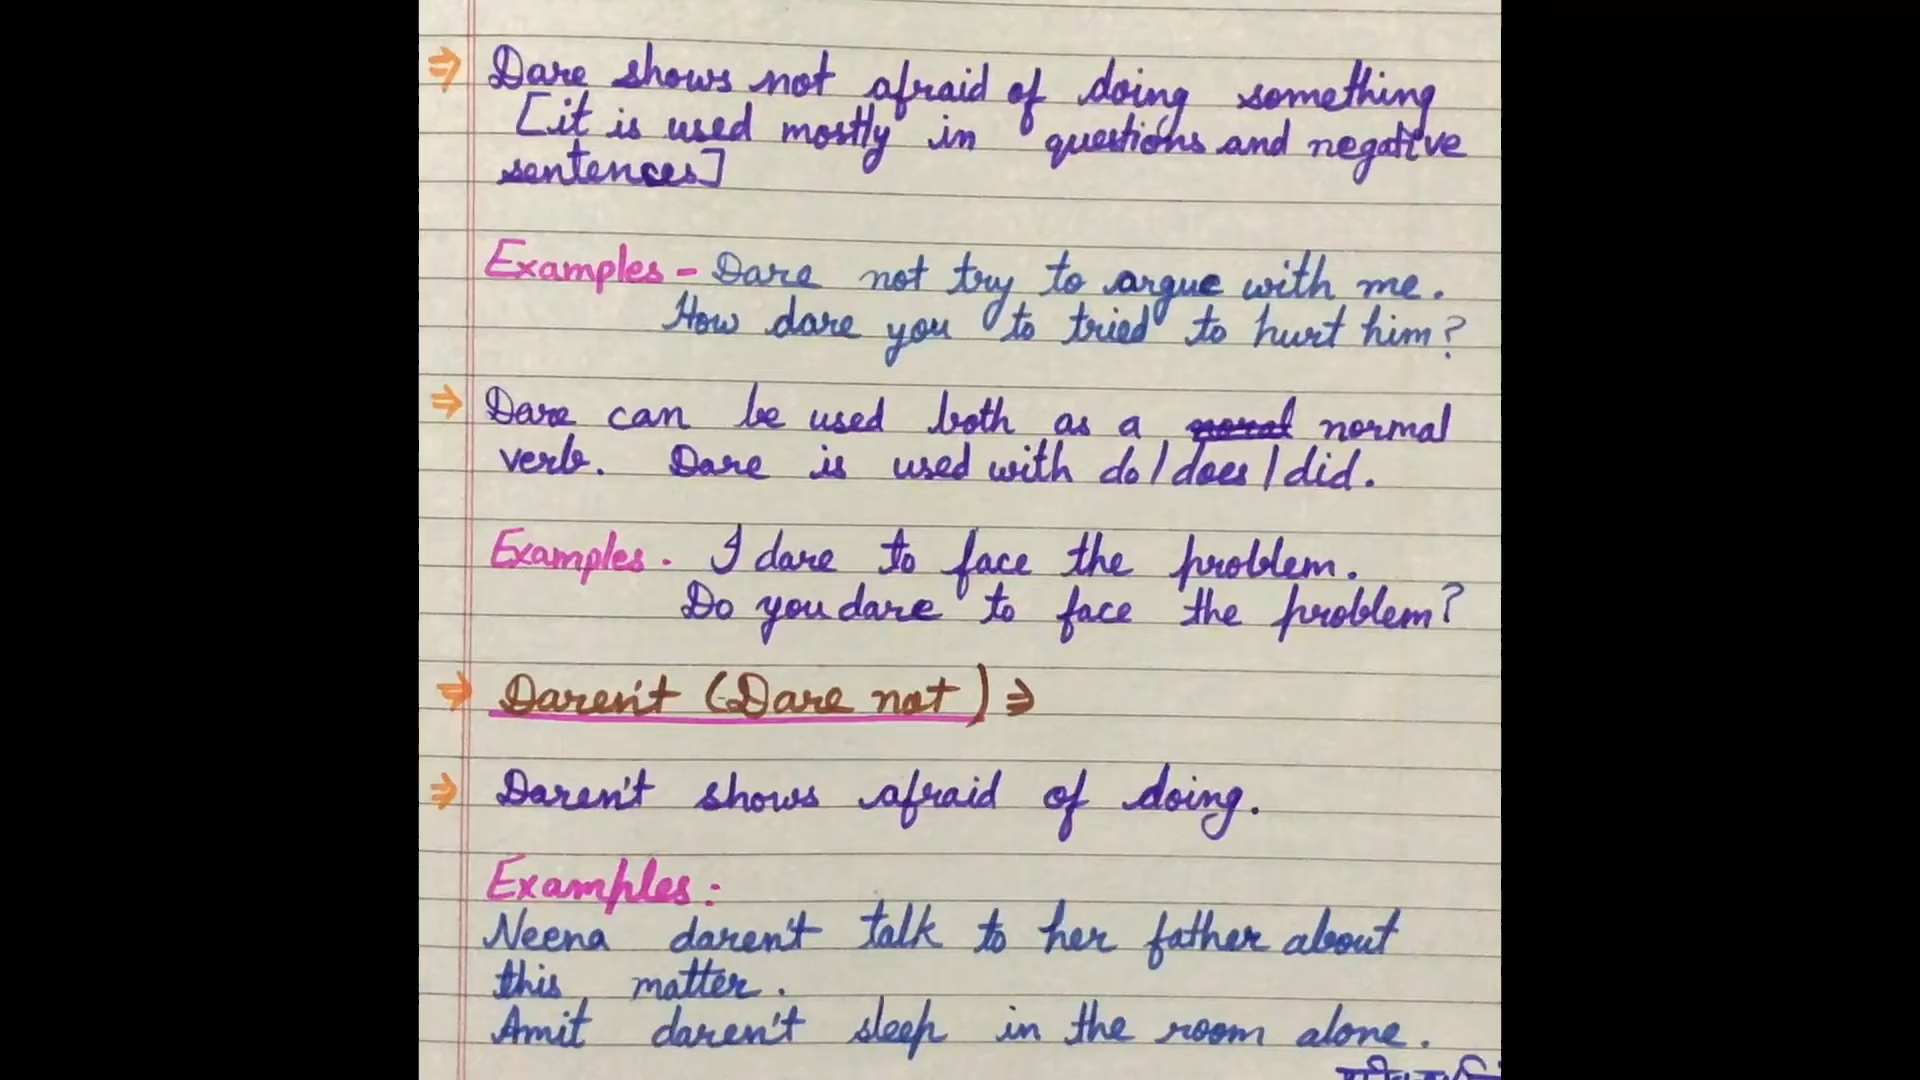 ⇒ Dare shows not afraid of doing something
[it is used mostly in questions and negative
sentences]
Examples - Dare not try to argue with me.
How dare you to tried to hurt him?
⇒ Dare can be used both as a normal
verb. Dare is used with do/does/did.
Examples. I dare to face the problem.
Do you dare to face the problem?
⇒ Daren't (Dare not) ⇒
⇒ Daren't shows afraid of doing.
Examples:
Neena daren't talk to her father about
this matter.
Amit daren't sleep in the room alone.